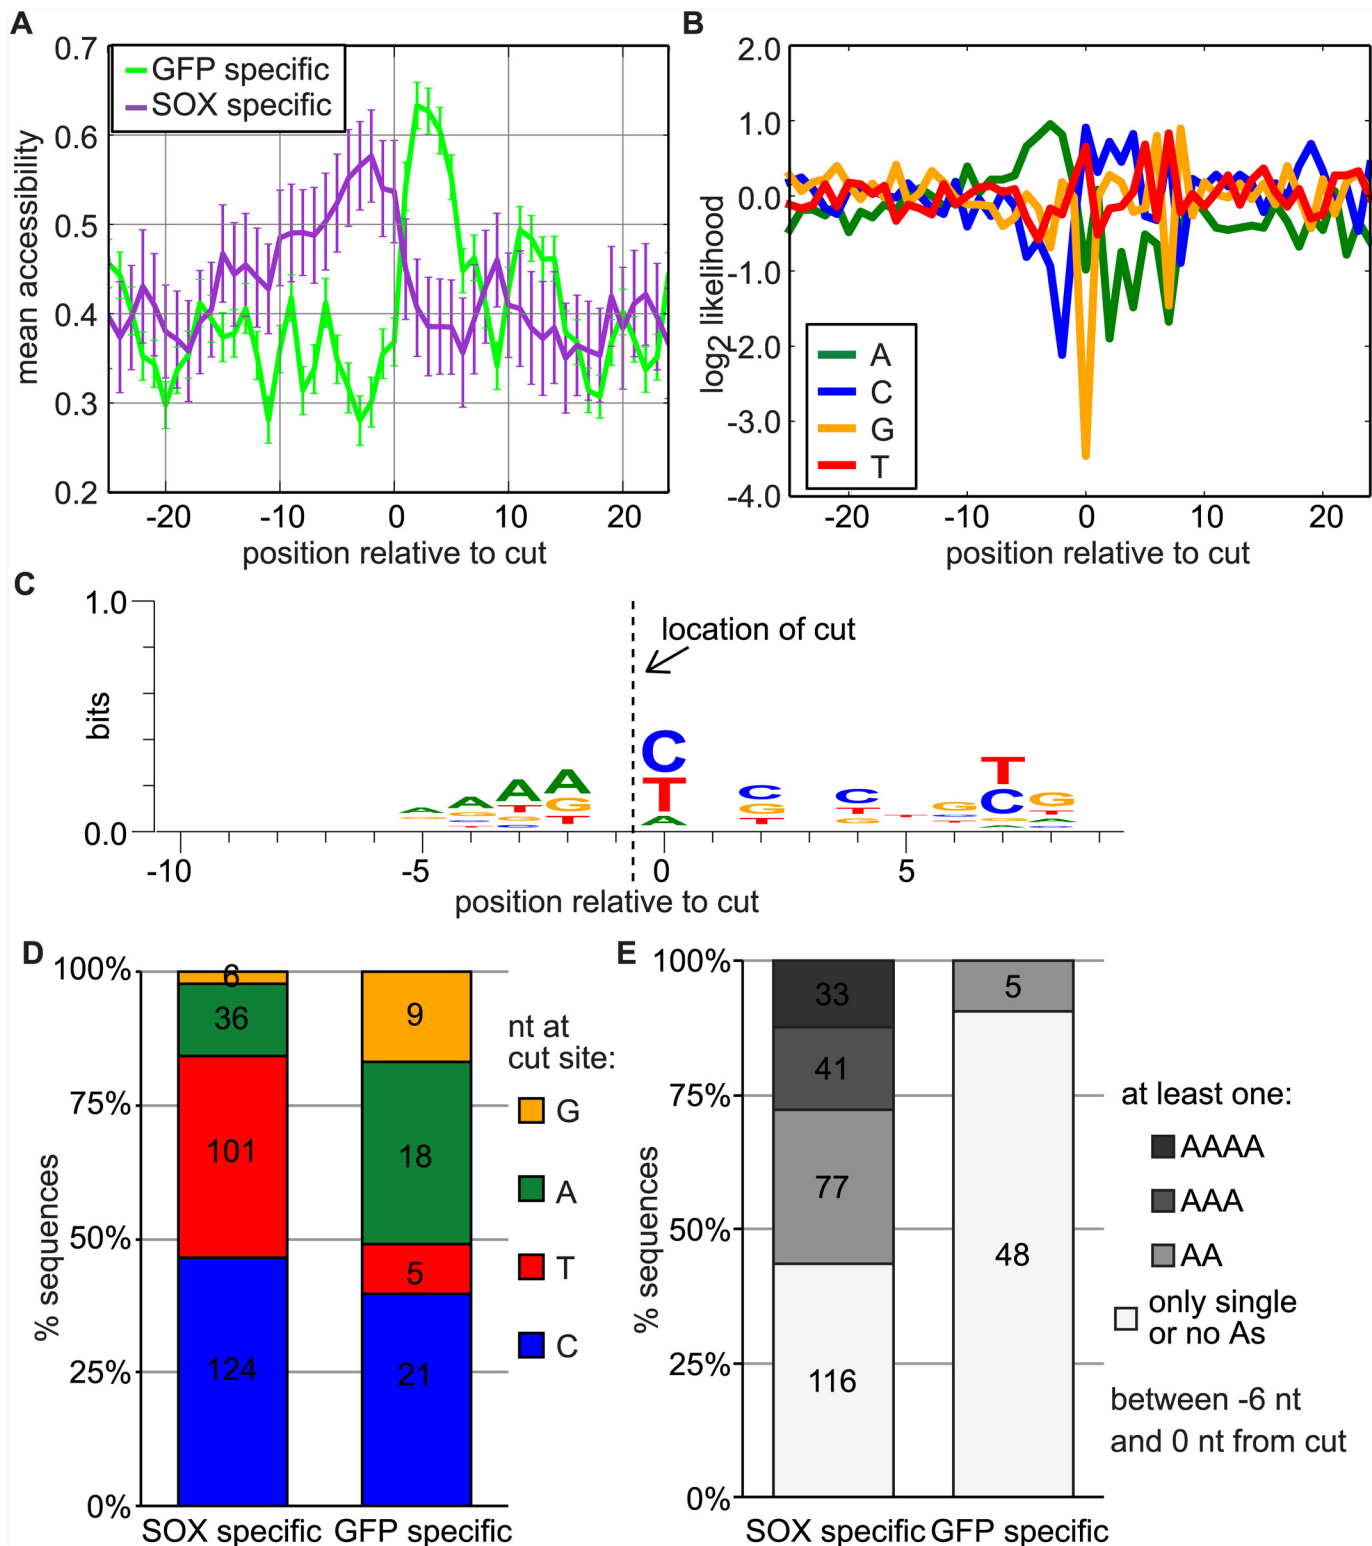 A
0.7
0.6
0.5
0.4
0.3
0.2
mean accessibility
GFP specific
SOX specific
-20
-10
0
10
20
position relative to cut
B
2.0
1.0
0.0
-1.0
-2.0
-3.0
-4.0
log2 likelihood
A
C
G
T
-20
-10
0
10
20
position relative to cut
C
1.0
0.0
bits
location of cut
A
G
A
G
C
T
A
T
G
C
A
G
T
C
T
A
C
G
T
C
T
G
T
G
C
T
T
C
G
A
G
T
A
C
-10
-5
0
5
position relative to cut
D
100%
75%
50%
25%
0%
% sequences
6
36
101
124
9
18
5
21
SOX specific
GFP specific
nt at
cut site:
G
A
T
C
E
100%
75%
50%
25%
0%
% sequences
33
41
77
116
5
48
SOX specific
GFP specific
at least one:
AAAA
AAA
AA
only single
or no As
between -6 nt
and 0 nt from cut